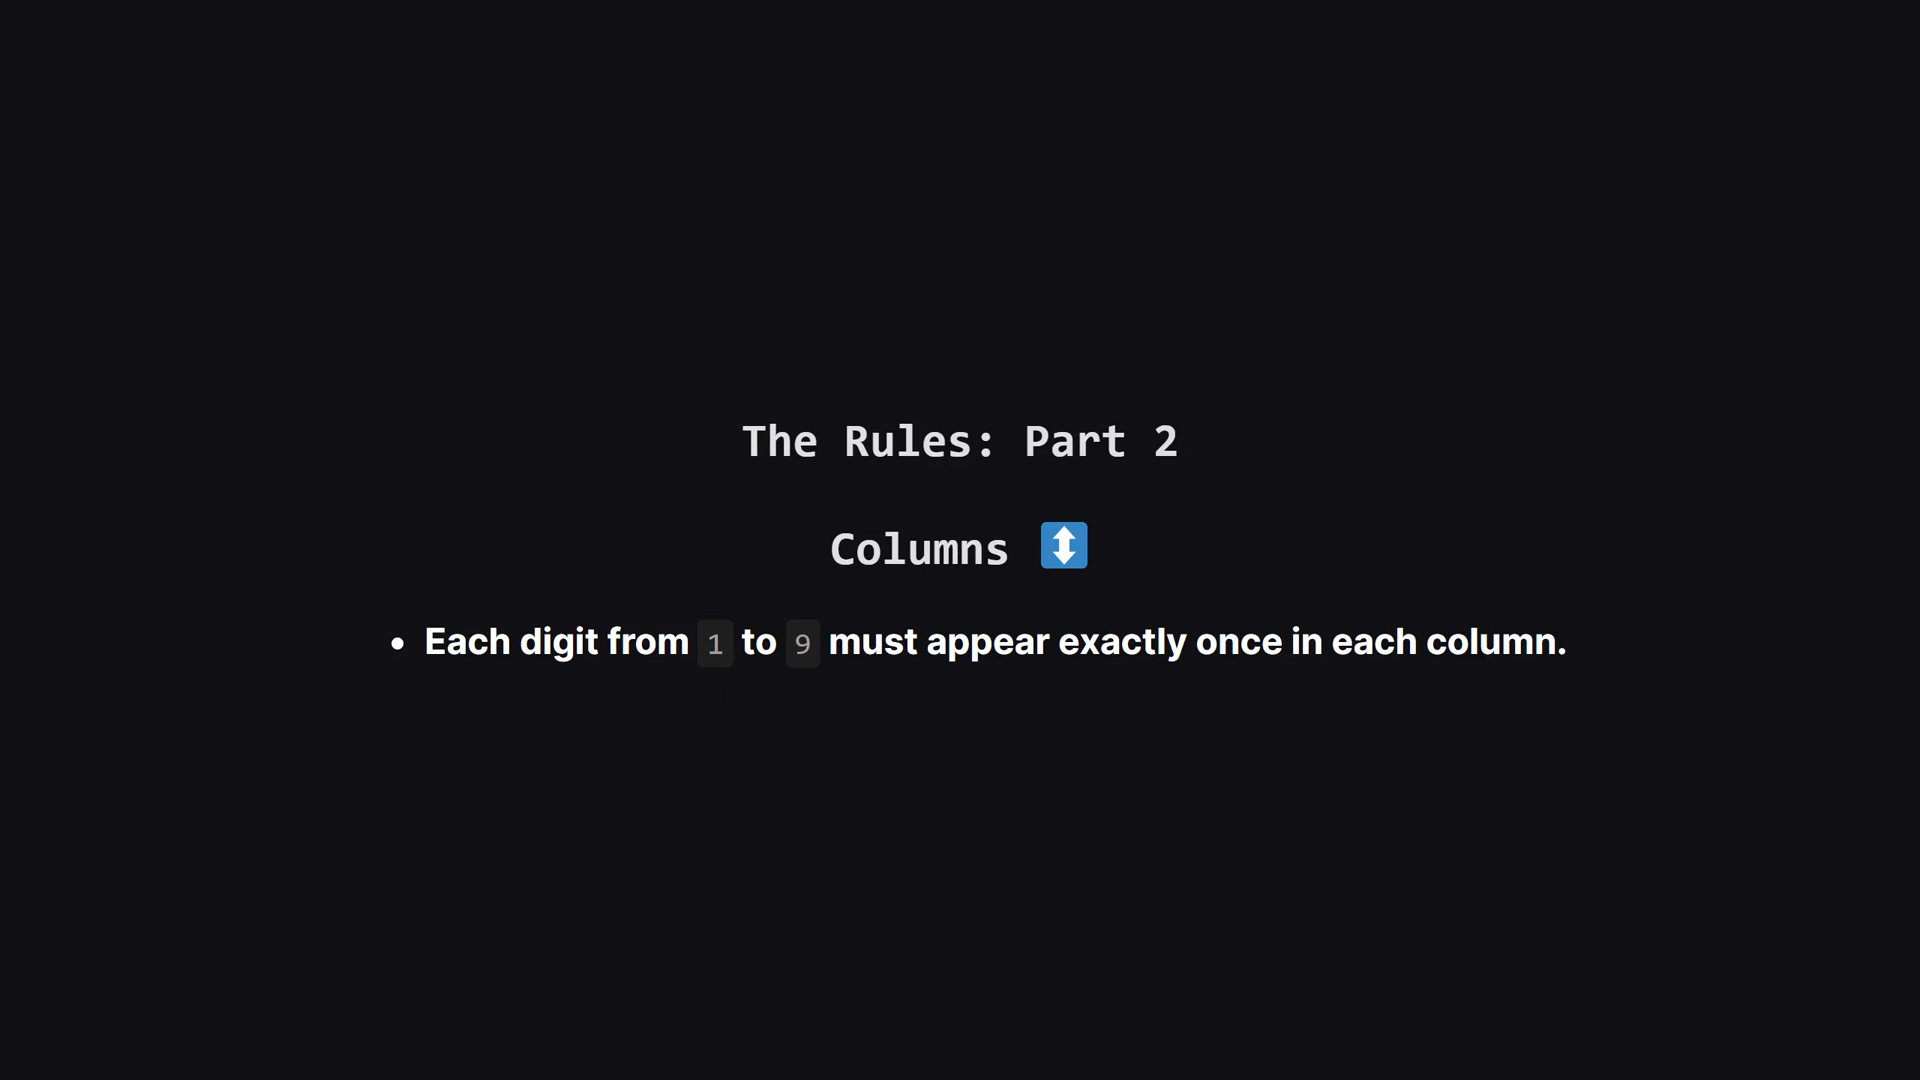 The Rules: Part 2
Columns ↕️
• Each digit from 1 to 9 must appear exactly once in each column.